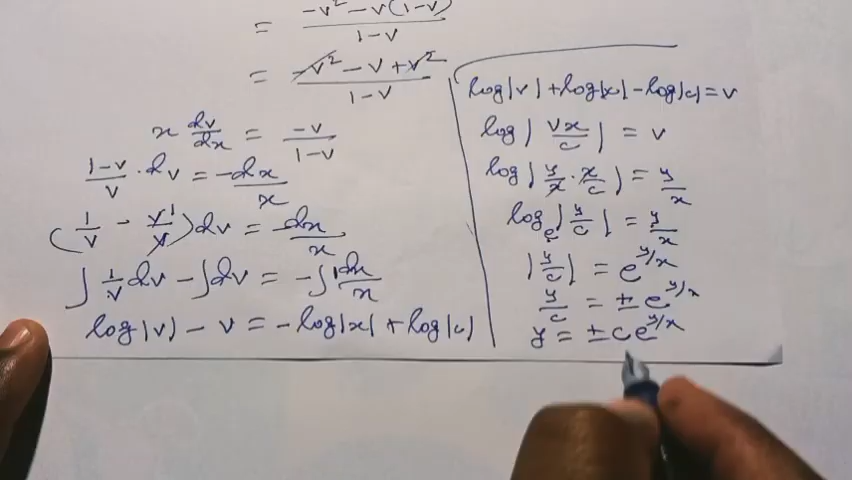 = -v² - v(1-v) / 1-v
= -v² - v + v² / 1-v
x dv/dx = -v / 1-v
1-v/v · dv = -dx/x
(1/v - v/v)dv = -dx/x
∫ 1/v dv - ∫dv = -∫ 1dx/x
log|v| - v = -log|x| + log|c|
log|v| + log|x| - log|c| = v
log|vx/c| = v
log|y/x · x/c| = y/x
logₑ|y/c| = y/x
|y/c| = e^y/x
y/c = ± e^y/x
y = ± c e^y/x